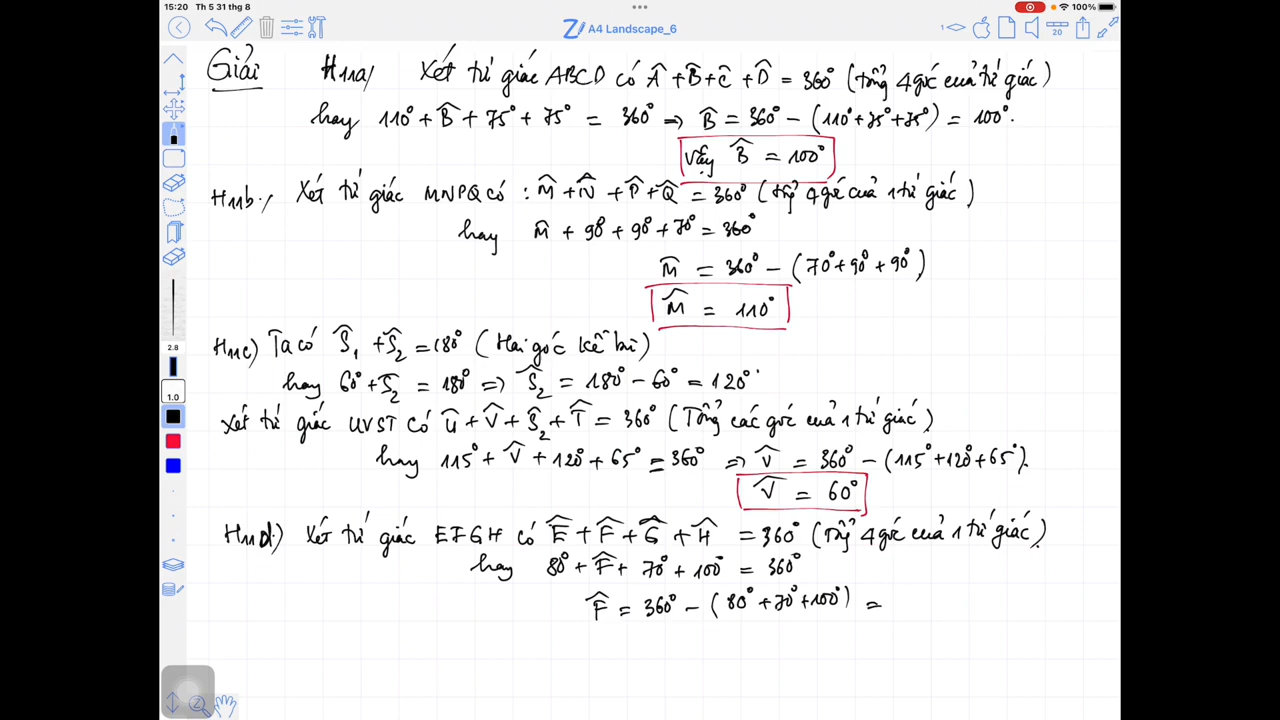 15:20 Th 5 31 thg 8 100%
A4 Landscape_6
20
2.8
1.0
Giải H11a/ Xét tứ giác ABCD có Â + B̂ + Ĉ + D̂ = 360° (tổng 4 góc của tứ giác)
hay 110° + B̂ + 75° + 75° = 360° => B̂ = 360° - (110° + 75° + 75°) = 100°.
Vậy B̂ = 100°
H11b/ Xét tứ giác MNPQ có : M̂ + N̂ + P̂ + Q̂ = 360° (tổng 4 góc của 1 tứ giác)
hay M̂ + 90° + 90° + 70° = 360°
M̂ = 360° - (70° + 90° + 90°)
M̂ = 110°
H11c) Ta có Ŝ₁ + Ŝ₂ = 180° (Hai góc kề bù)
hay 60° + Ŝ₂ = 180° => Ŝ₂ = 180° - 60° = 120°
Xét tứ giác UVST có Û + V̂ + Ŝ₂ + T̂ = 360° (Tổng các góc của 1 tứ giác)
hay 115° + V̂ + 120° + 65° = 360° => V̂ = 360° - (115° + 120° + 65°).
V̂ = 60°
H11d) Xét tứ giác EFGH có Ê + F̂ + Ĝ + Ĥ = 360° (Tổng 4 góc của 1 tứ giác).
hay 80° + F̂ + 70° + 100° = 360°
F̂ = 360° - (80° + 70° + 100°) =